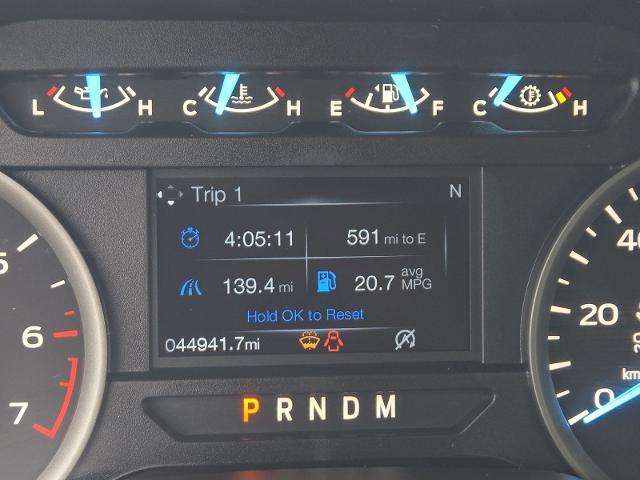 L H C H E F C H
Trip 1 N
4:05:11 591 mi to E
139.4 mi 20.7 avg MPG
Hold OK to Reset
044941.7mi
P R N D M
5
6
7
40
20
0
20
km/